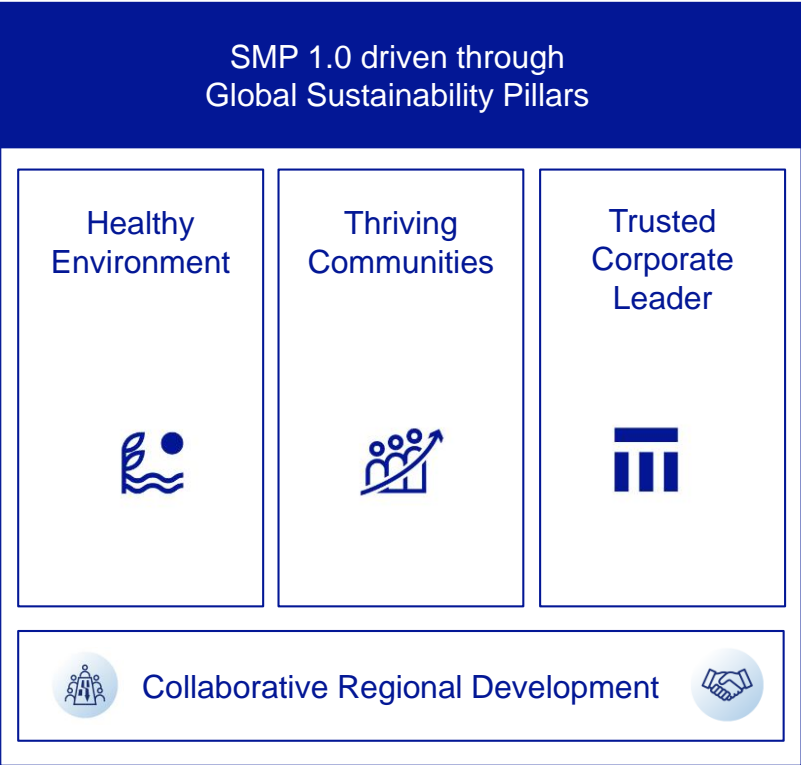 SMP 1.0 driven through
Global Sustainability Pillars
Healthy
Environment
Thriving
Communities
Trusted
Corporate
Leader
Collaborative Regional Development